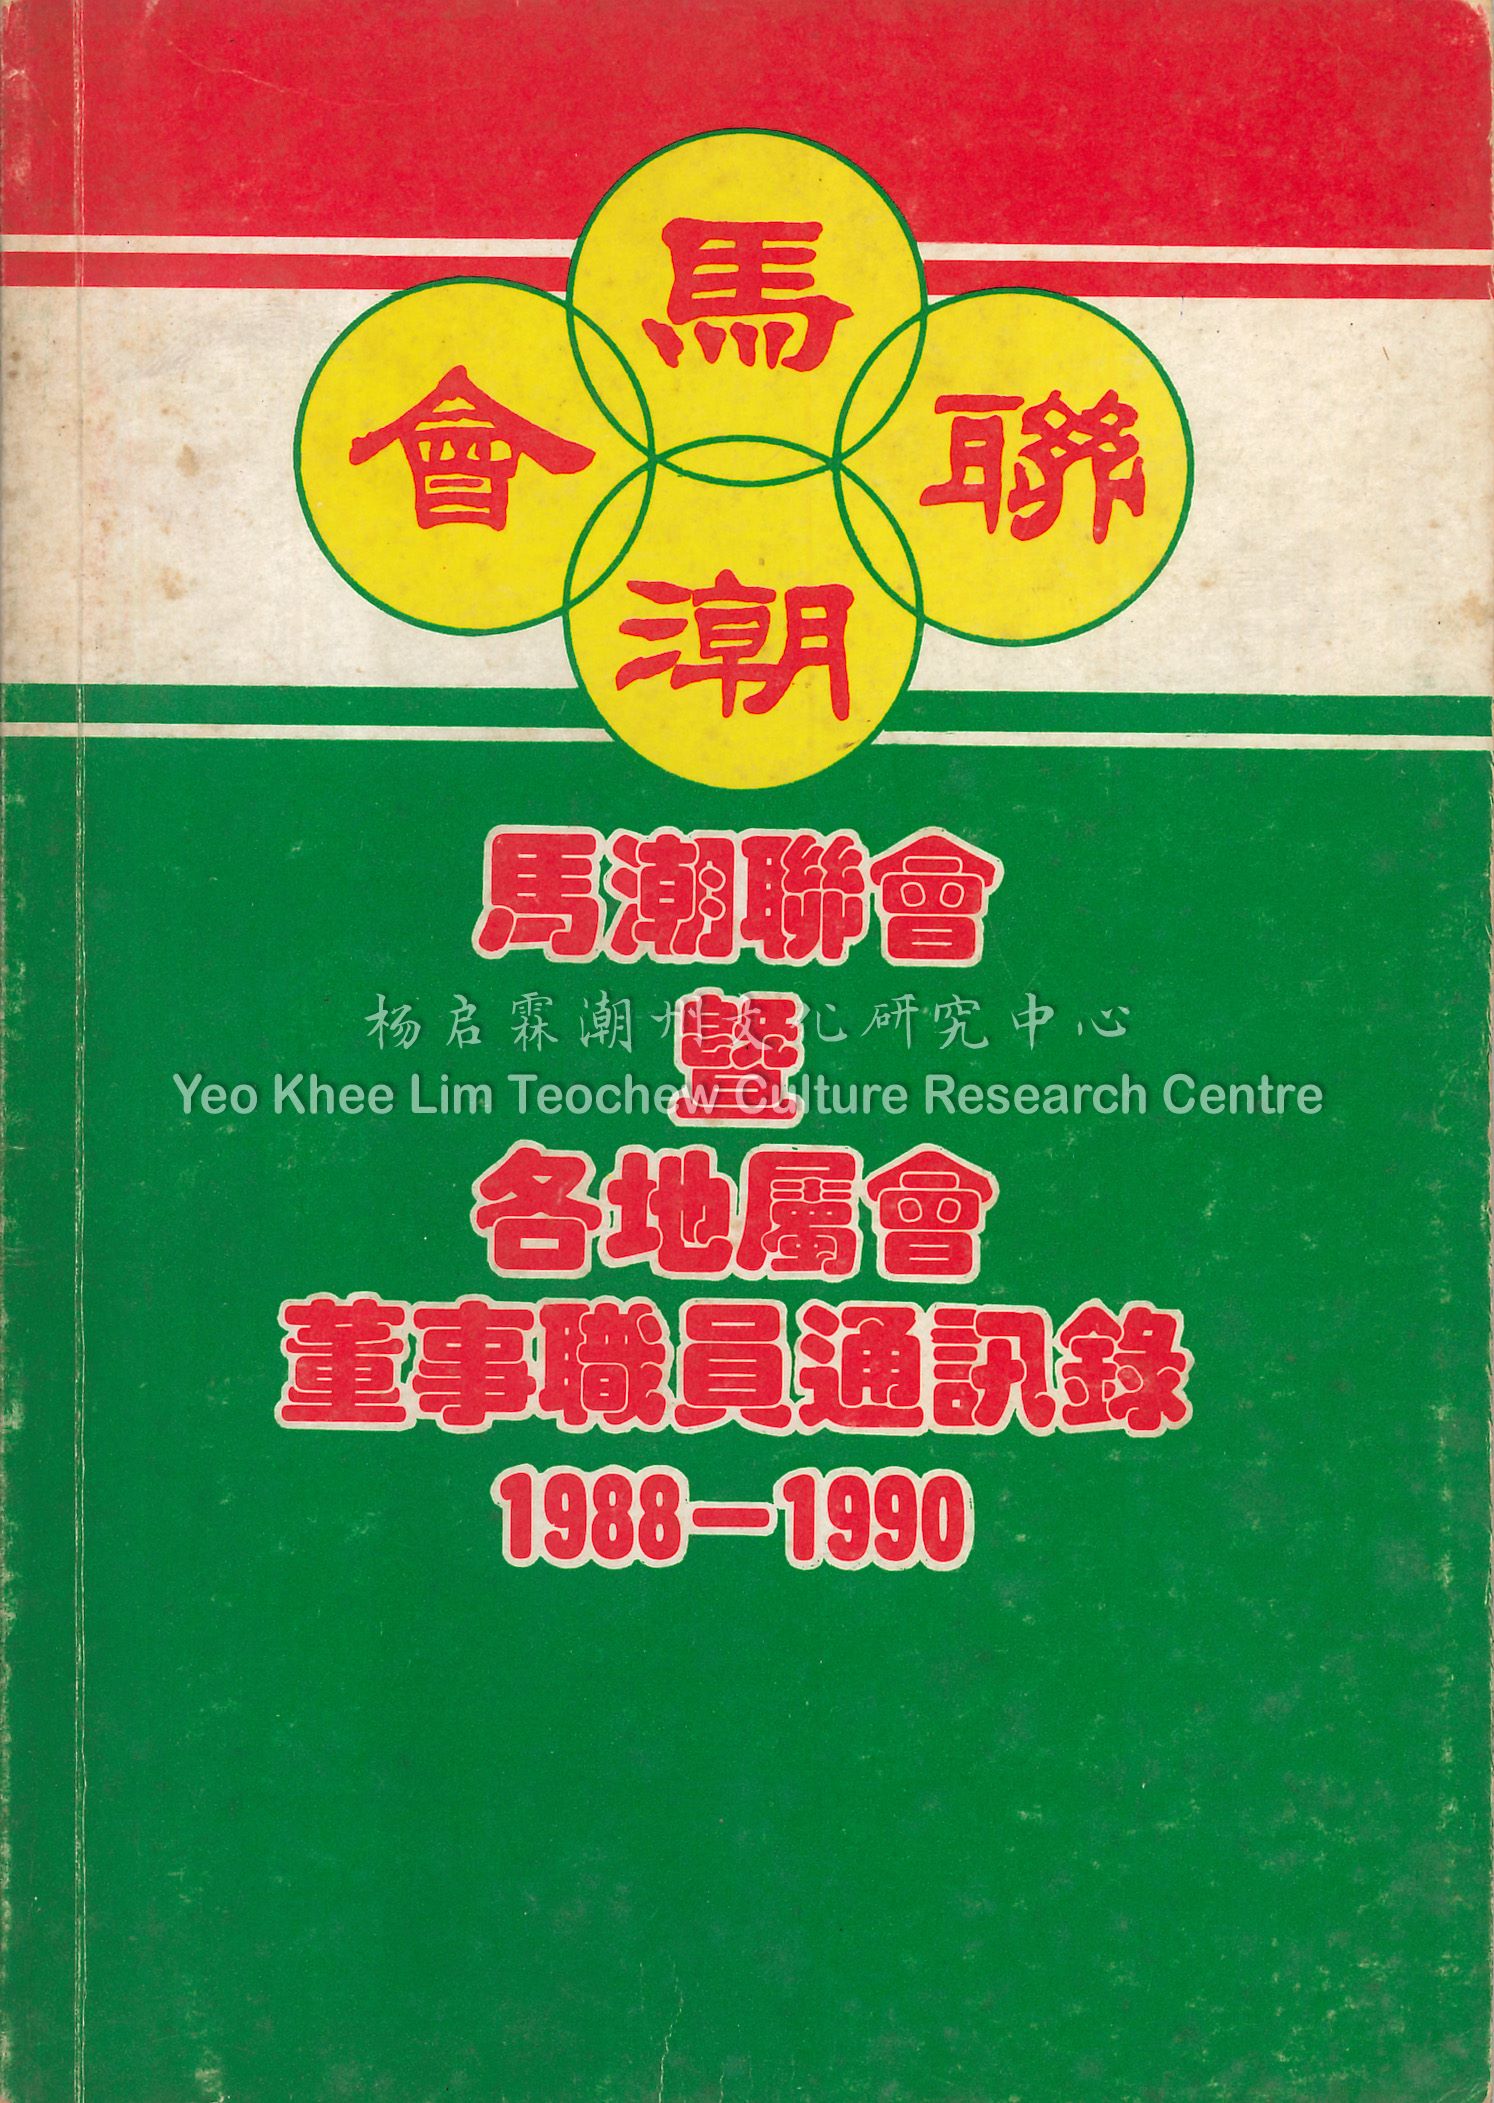 馬
會
聯
潮
馬潮聯會
杨启霖潮州文化研究中心
暨
Yeo Khee Lim Teochew Culture Research Centre
各地屬會
董事職員通訊錄
1988—1990